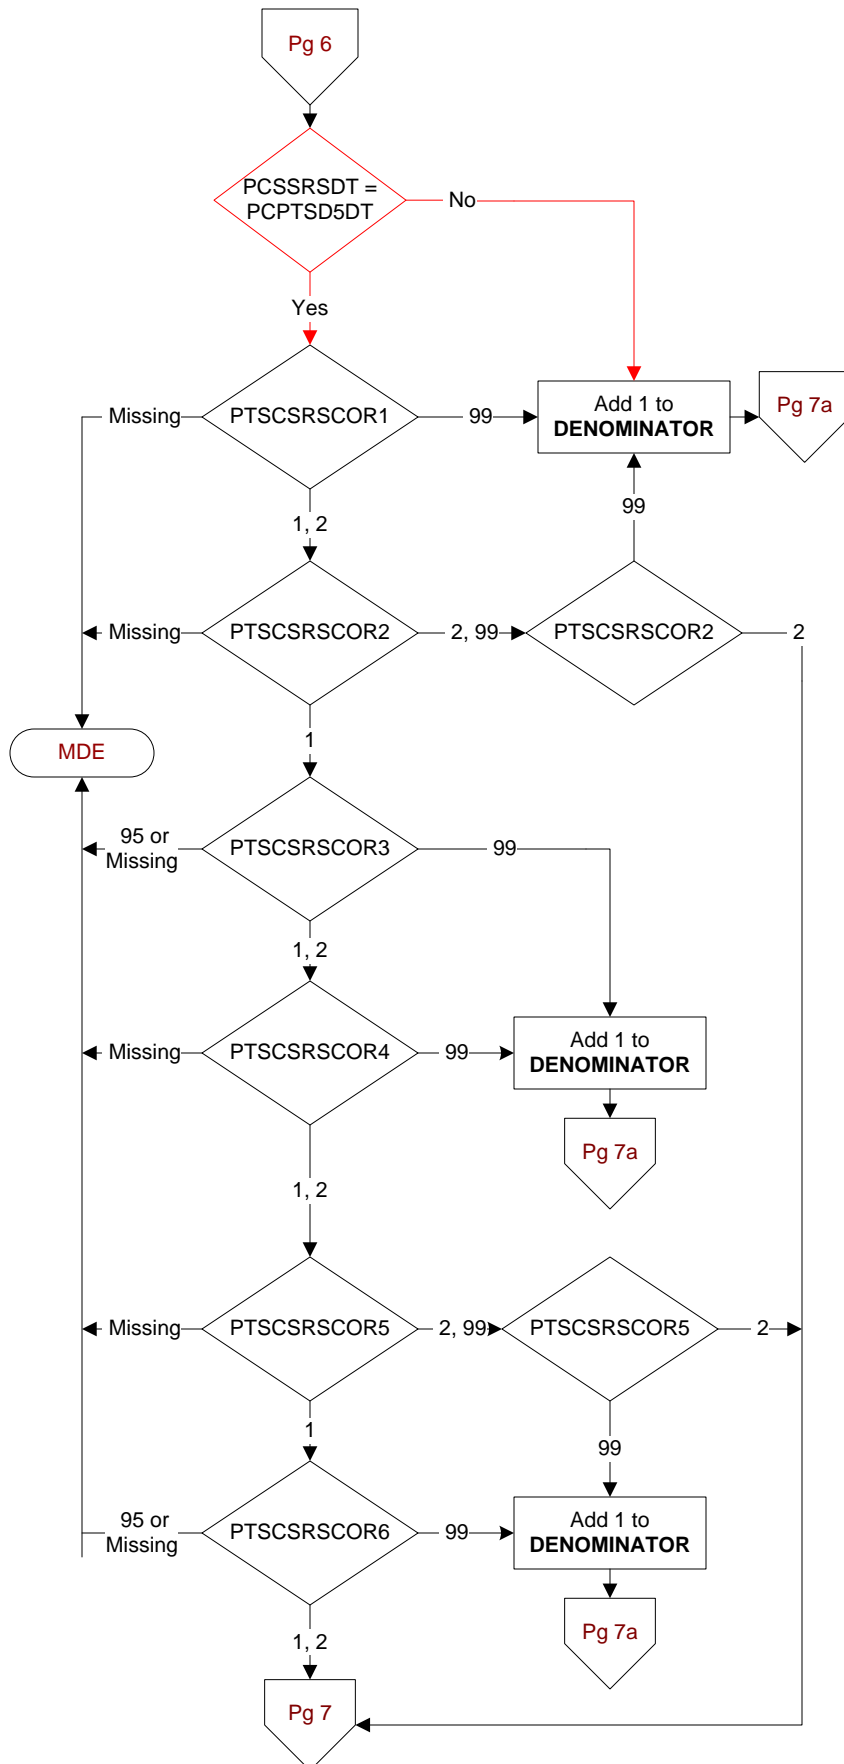 Pg 6
PCSSRSDT =
PCPTSD5DT
No
Yes
Missing
PTSCSRSCOR1
99
Add 1 to
DENOMINATOR
Pg 7a
1, 2
99
Missing
PTSCSRSCOR2
2, 99
PTSCSRSCOR2
2
1
MDE
95 or
Missing
PTSCSRSCOR3
99
1, 2
Missing
PTSCSRSCOR4
99
Add 1 to
DENOMINATOR
Pg 7a
1, 2
Missing
PTSCSRSCOR5
2, 99
PTSCSRSCOR5
2
1
99
95 or
Missing
PTSCSRSCOR6
99
Add 1 to
DENOMINATOR
1, 2
Pg 7a
Pg 7